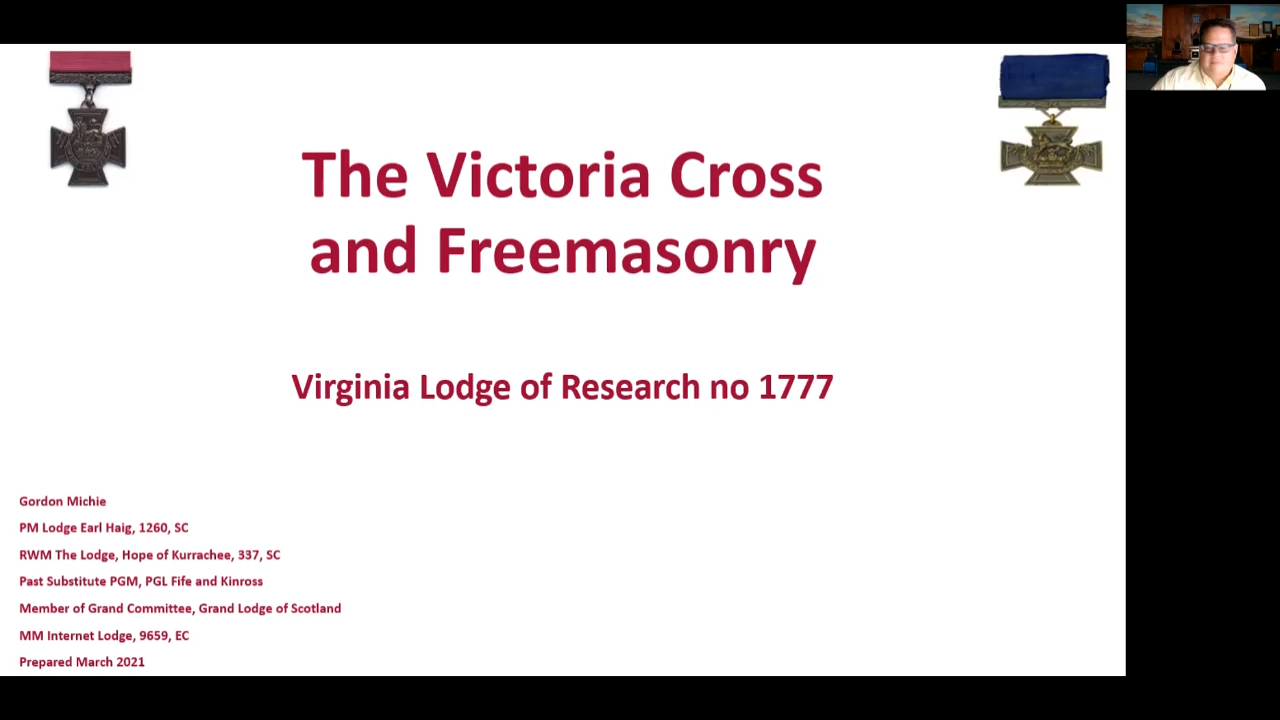 The Victoria Cross
and Freemasonry
Virginia Lodge of Research no 1777
Gordon Michie
PM Lodge Earl Haig, 1260, SC
RWM The Lodge, Hope of Kurrachee, 337, SC
Past Substitute PGM, PGL Fife and Kinross
Member of Grand Committee, Grand Lodge of Scotland
MM Internet Lodge, 9659, EC
Prepared March 2021